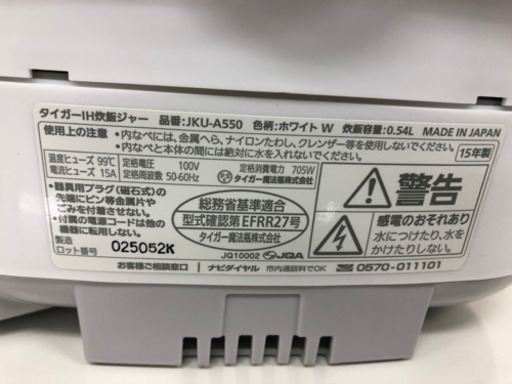 タイガーIH炊飯ジャー 品番:JKU-A550 色柄:ホワイト W 炊飯容量:0.54L MADE IN JAPAN
使用上の注意 ・内なべには、金属へら、ナイロンたわし、クレンザー等を使用しないでください。
・内なべと本体の間には絶対に水を入れないでください。
15年製
温度ヒューズ 99℃ 定格電圧 100V 定格消費電力 705W
電流ヒューズ 15A 定格周波数 50-60Hz PSE タイガー魔法瓶株式会社
・器具用プラグ(磁石式)の
先端にピン等金属片や
ごみを付着させないで。
・付属の電源コードは他の
機器に転用しない。
総務省基準適合
型式確認第EFRR27号
タイガー魔法瓶株式会社
警告
感電のおそれあり
水につけたり、水を
かけたりしない
製造
ロット番号 025052K
JQ10002 JQA
お客様ご相談窓口 ナビダイヤル 市内通話料でOK 0570-011101